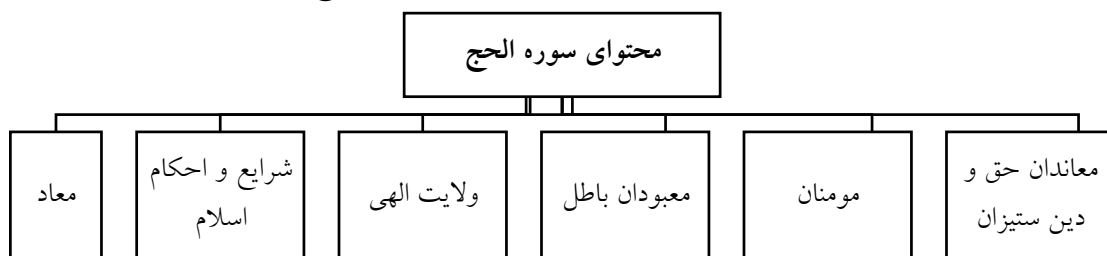 محتوای سوره الحج
معاندان حق و
دین ستیزان
مومنان
معبودان باطل
ولایت الهی
شرایع و احکام
اسلام
معاد